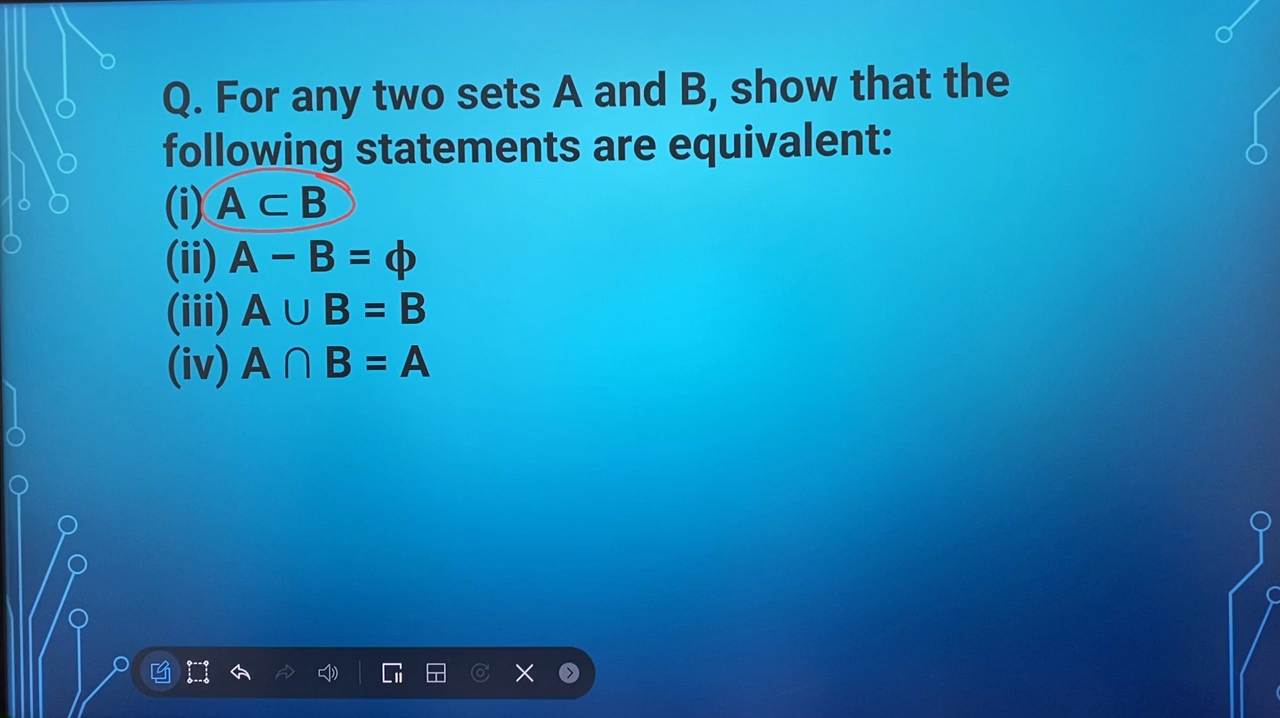 Q. For any two sets A and B, show that the
following statements are equivalent:
(i) A ⊂ B
(ii) A – B = ϕ
(iii) A ∪ B = B
(iv) A ∩ B = A